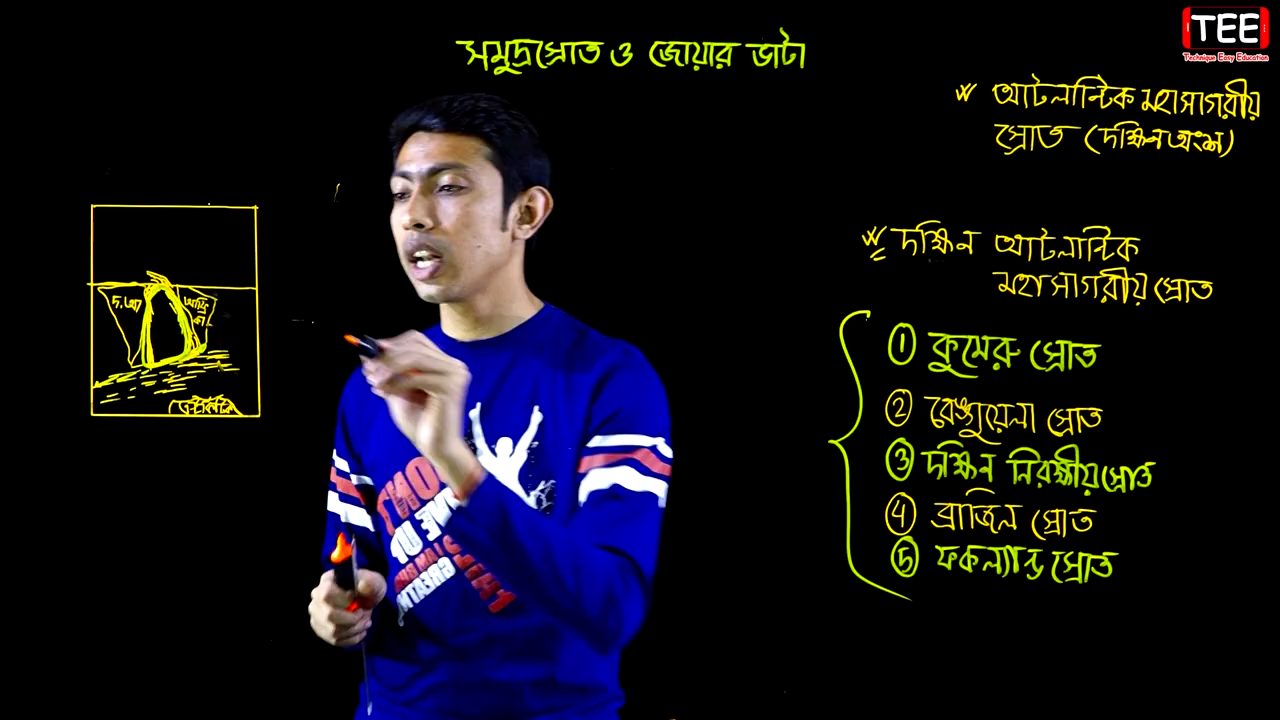 সমুদ্রস্রোত ও জোয়ার ভাটা
TEE
Technique Easy Education
আটলান্টিক মহাসাগরীয়
স্রোত (দক্ষিন অংশ)
দক্ষিন আটলান্টিক
মহাসাগরীয় স্রোত
① কুমেরু স্রোত
② বেঙ্গুয়েলা স্রোত
③ দক্ষিন নিরক্ষীয় স্রোত
④ ব্রাজিল স্রোত
⑤ ফকল্যান্ড স্রোত
দ. আ
আফ্রি
কা